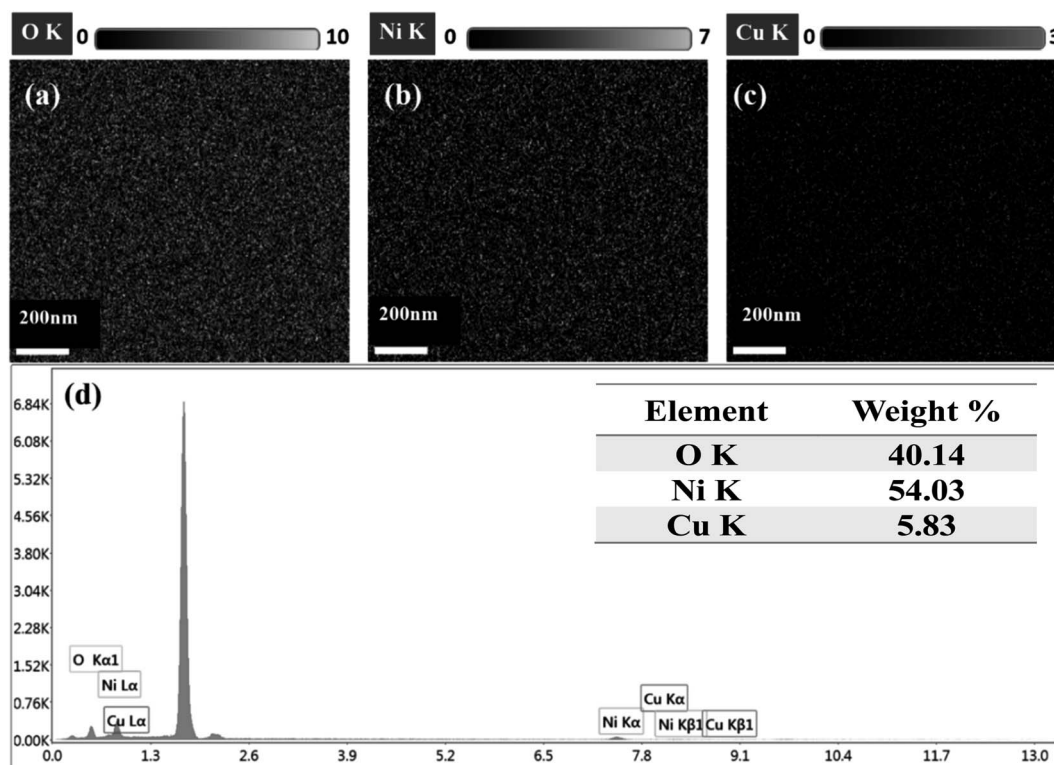 O K 0 10 Ni K 0 7 Cu K 0 3
(a) (b) (c)
200nm 200nm 200nm
(d)
Element Weight %
O K 40.14
Ni K 54.03
Cu K 5.83
6.84K
6.08K
5.32K
4.56K
3.80K
3.04K
2.28K
1.52K
0.76K
0.00K
O Kα1
Ni Lα
Cu Lα
Cu Kα
Ni Kα Ni Kβ1 Cu Kβ1
0.0 1.3 2.6 3.9 5.2 6.5 7.8 9.1 10.4 11.7 13.0